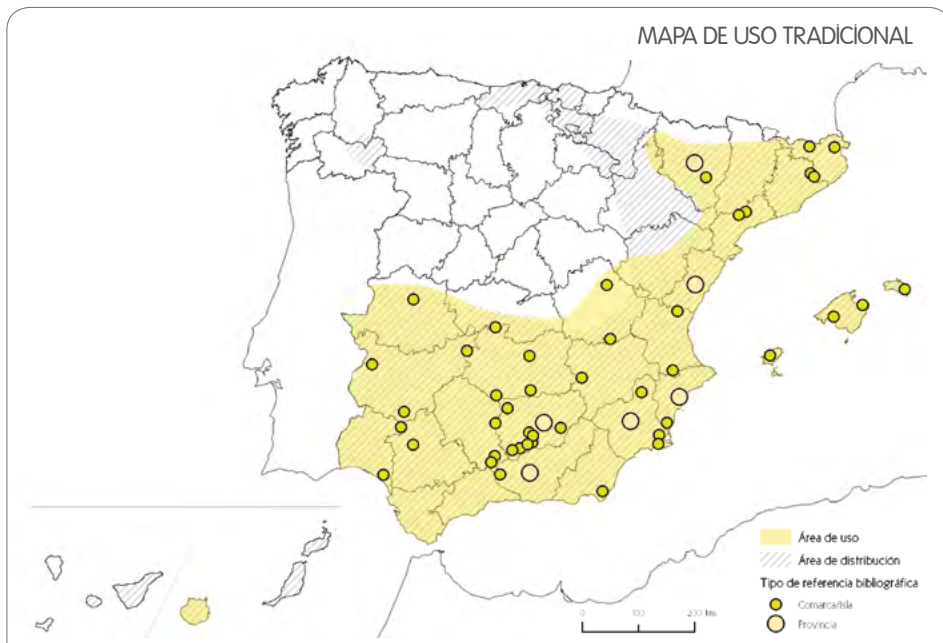 MAPA DE USO TRADICIONAL
Área de uso
Área de distribución
Tipo de referencia bibliográfica
Comarca/Isla
Provincia
0 100 200 km